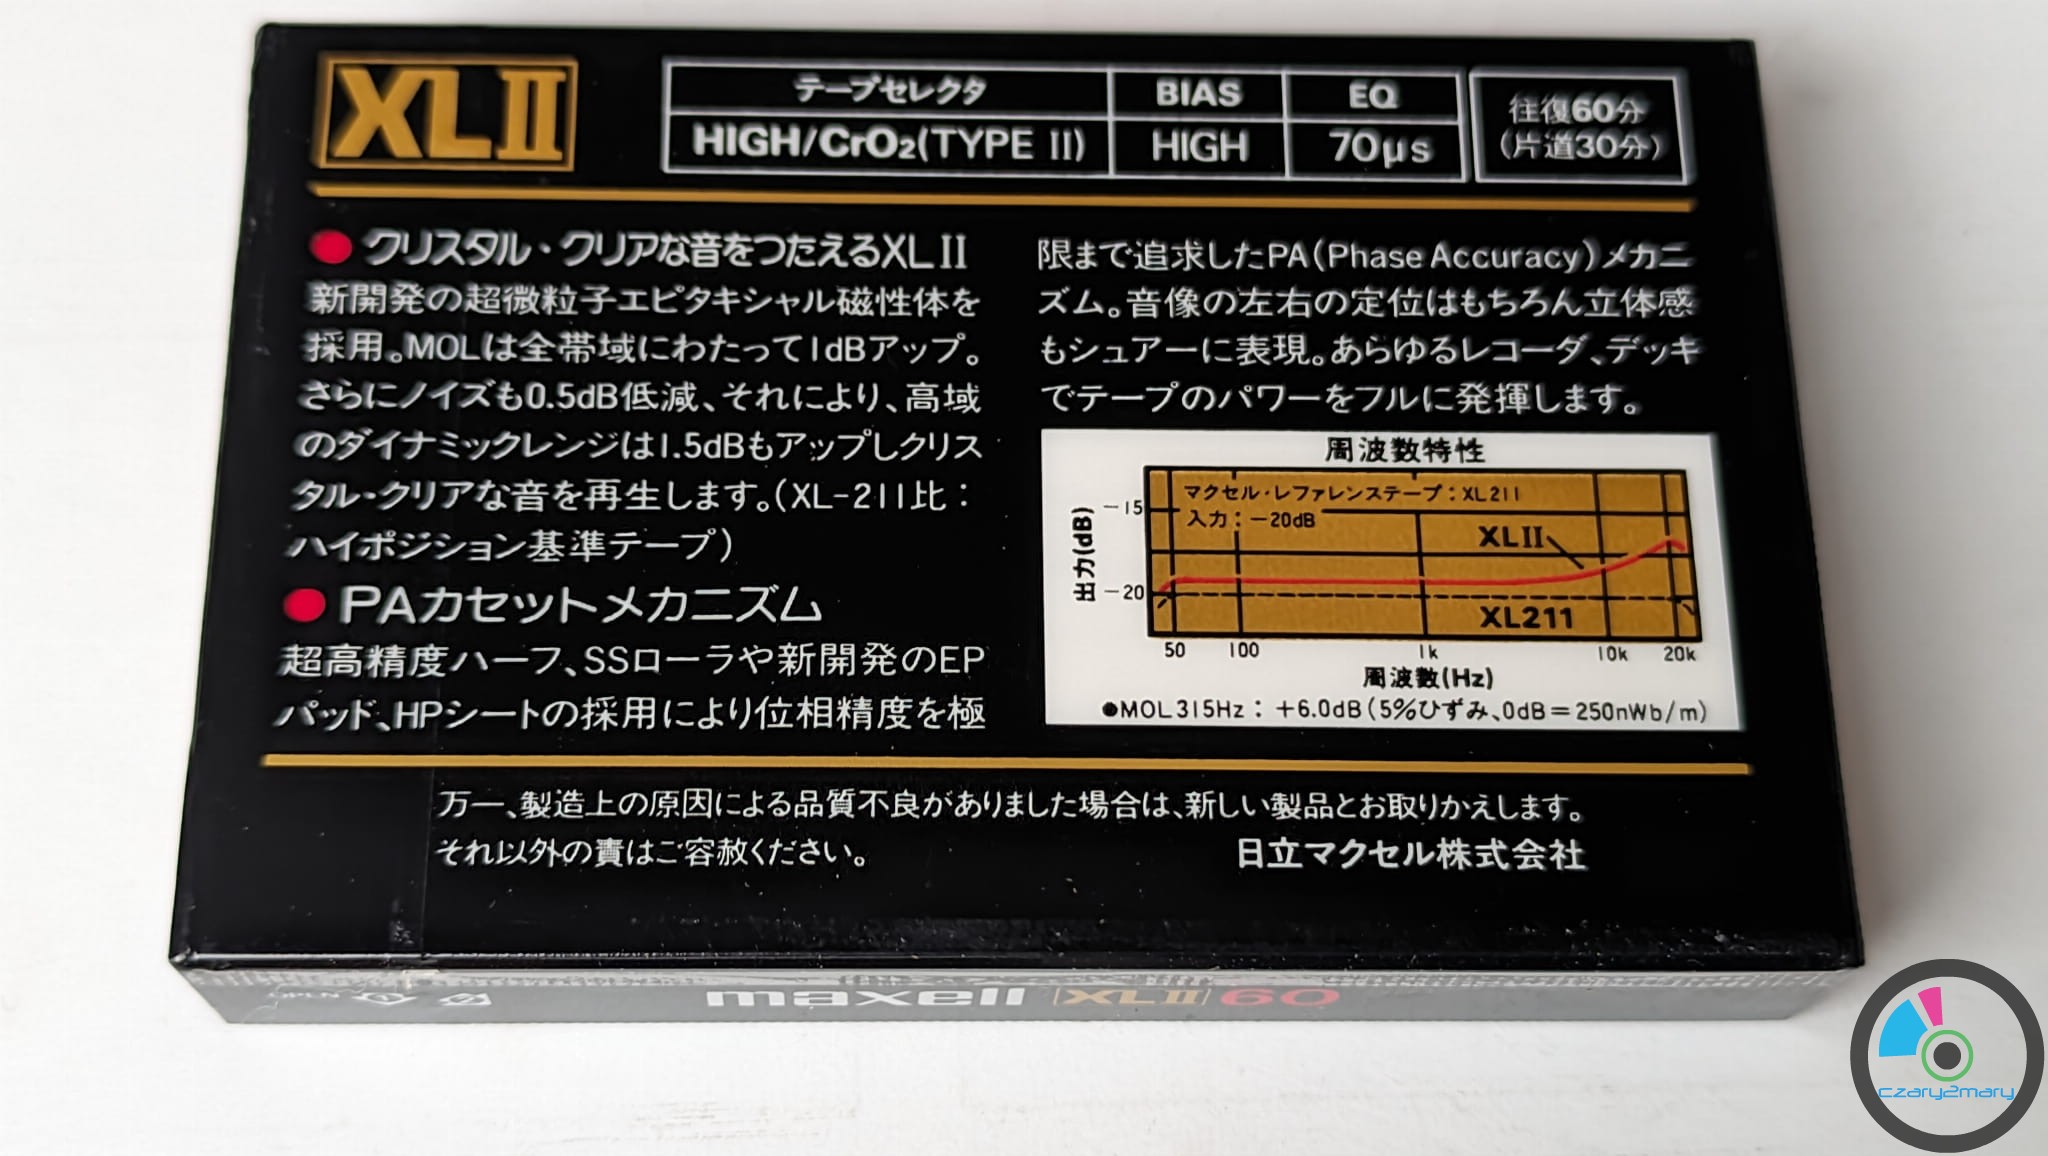 XLII
テープセレクタ BIAS EQ
HIGH/CrO₂(TYPE II) HIGH 70μs
往復60分
(片道30分)
●クリスタル・クリアな音をつたえるXLII
新開発の超微粒子エピタキシャル磁性体を
採用。MOLは全帯域にわたって1dBアップ。
さらにノイズも0.5dB低減、それにより、高域
のダイナミックレンジは1.5dBもアップしクリス
タル・クリアな音を再生します。(XL-211比:
ハイポジション基準テープ)
●PAカセットメカニズム
超高精度ハーフ、SSローラや新開発のEP
パッド、HPシートの採用により位相精度を極
限まで追求したPA(Phase Accuracy)メカニ
ズム。音像の左右の定位はもちろん立体感
もシュアーに表現。あらゆるレコーダ、デッキ
でテープのパワーをフルに発揮します。
周波数特性
マクセル・レファレンステープ:XL211
入力:-20dB
出力(dB)
-15
-20
XLII
XL211
50 100 1k 10k 20k
周波数(Hz)
●MOL315Hz:+6.0dB(5%ひずみ、0dB=250nWb/m)
万一、製造上の原因による品質不良がありました場合は、新しい製品とお取りかえします。
それ以外の責はご容赦ください。
日立マクセル株式会社
maxell XLII 60
czary2mary